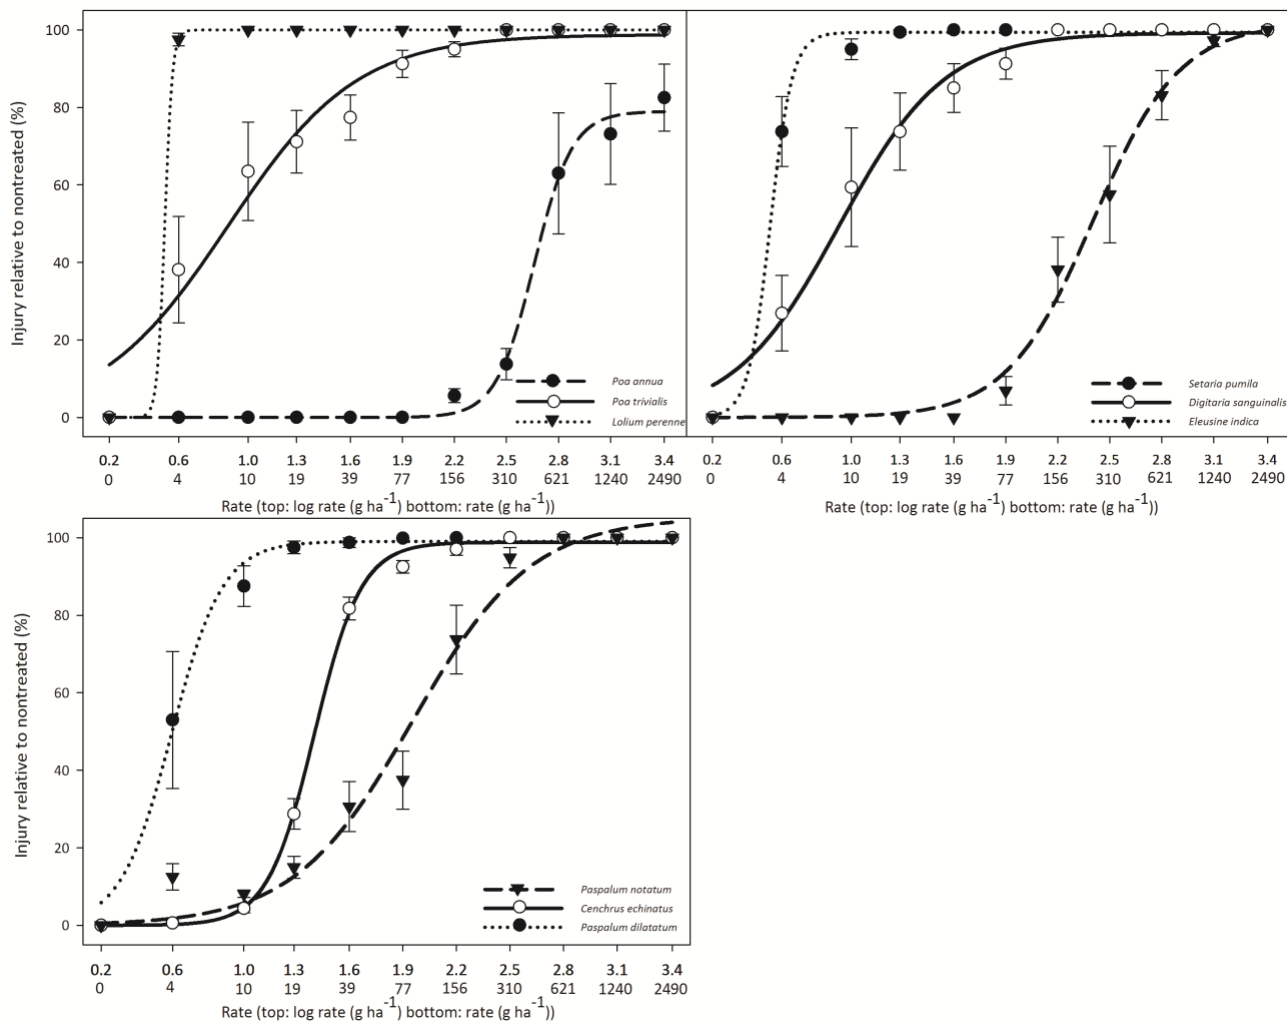 Injury relative to nontreated (%)
100
80
60
40
20
0
Poa annua
Poa trivialis
Lolium perenne
0.2 0.6 1.0 1.3 1.6 1.9 2.2 2.5 2.8 3.1 3.4
0 4 10 19 39 77 156 310 621 1240 2490
Rate (top: log rate (g ha⁻¹) bottom: rate (g ha⁻¹))
Injury relative to nontreated (%)
100
80
60
40
20
0
Setaria pumila
Digitaria sanguinalis
Eleusine indica
0.2 0.6 1.0 1.3 1.6 1.9 2.2 2.5 2.8 3.1 3.4
0 4 10 19 39 77 156 310 621 1240 2490
Rate (top: log rate (g ha⁻¹) bottom: rate (g ha⁻¹))
Injury relative to nontreated (%)
100
80
60
40
20
0
Paspalum notatum
Cenchrus echinatus
Paspalum dilatatum
0.2 0.6 1.0 1.3 1.6 1.9 2.2 2.5 2.8 3.1 3.4
0 4 10 19 39 77 156 310 621 1240 2490
Rate (top: log rate (g ha⁻¹) bottom: rate (g ha⁻¹))